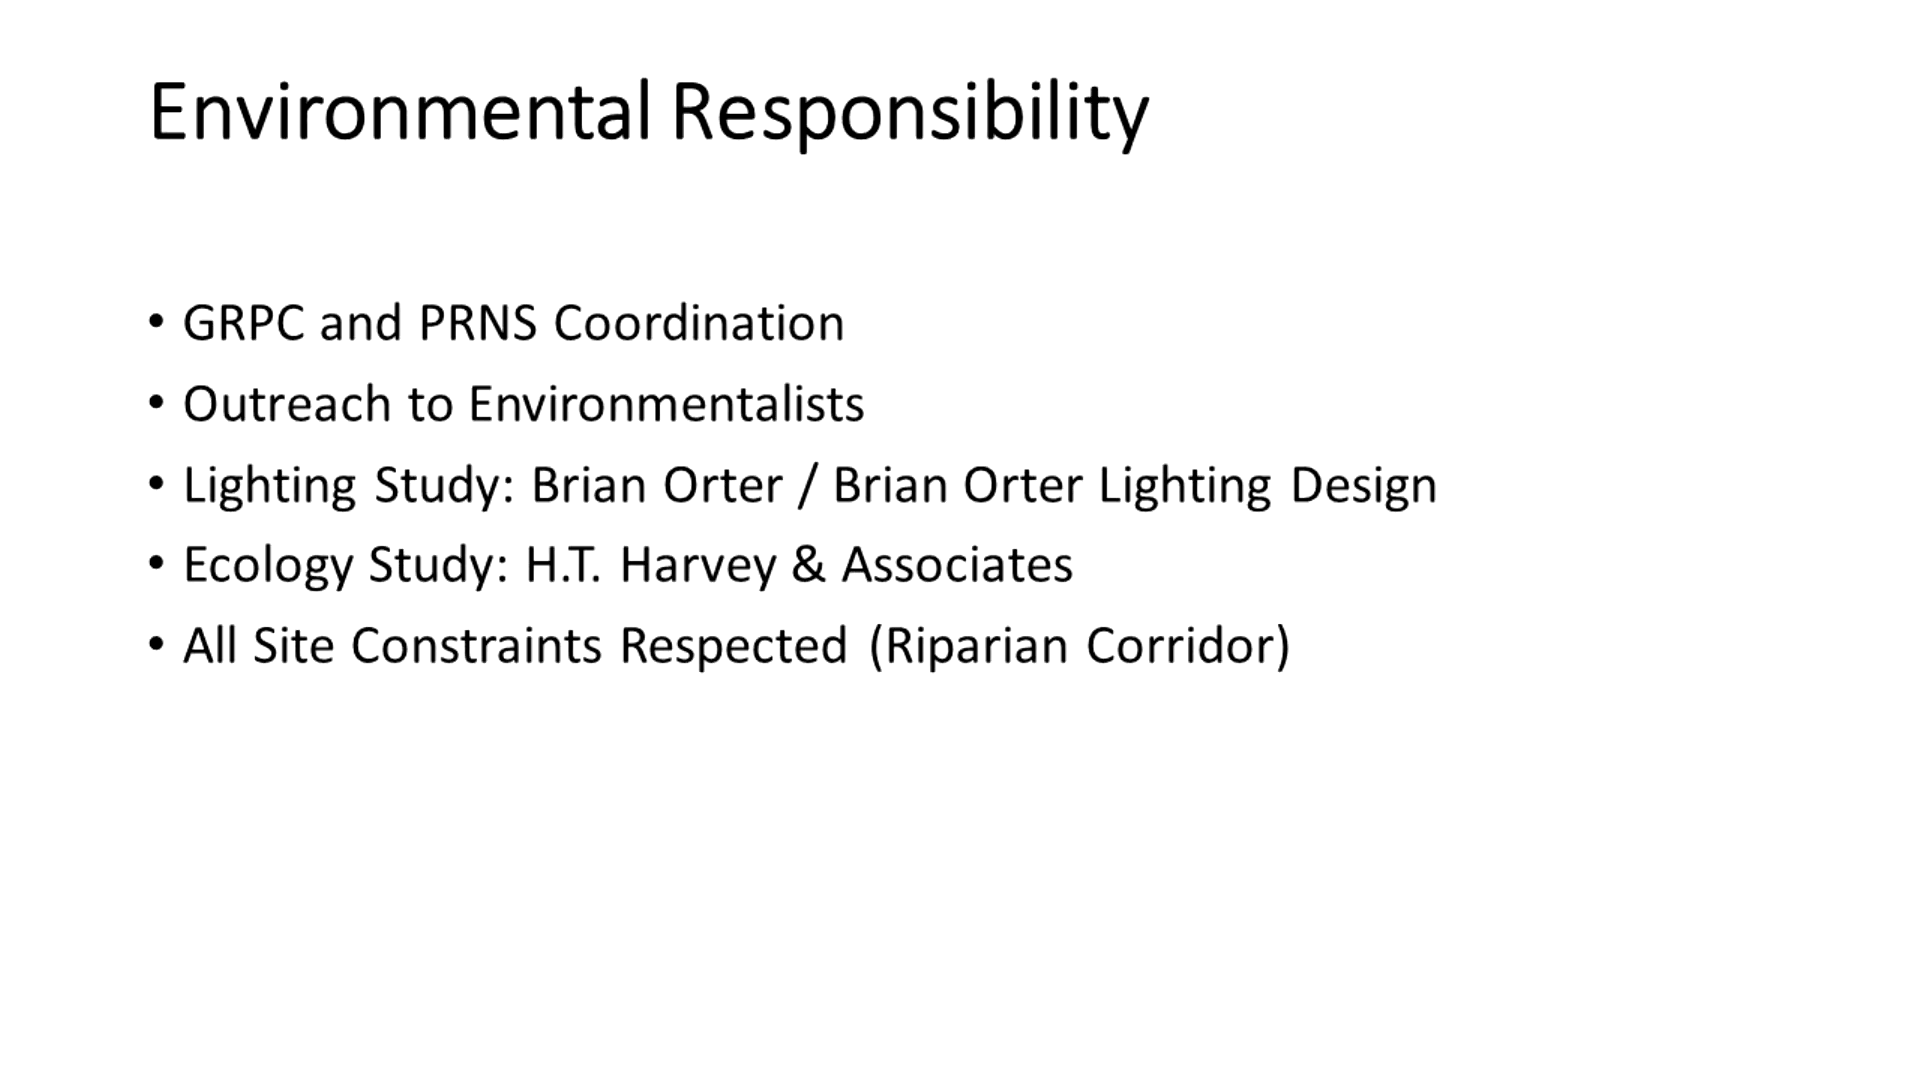 Environmental Responsibility
• GRPC and PRNS Coordination
• Outreach to Environmentalists
• Lighting Study: Brian Orter / Brian Orter Lighting Design
• Ecology Study: H.T. Harvey & Associates
• All Site Constraints Respected (Riparian Corridor)